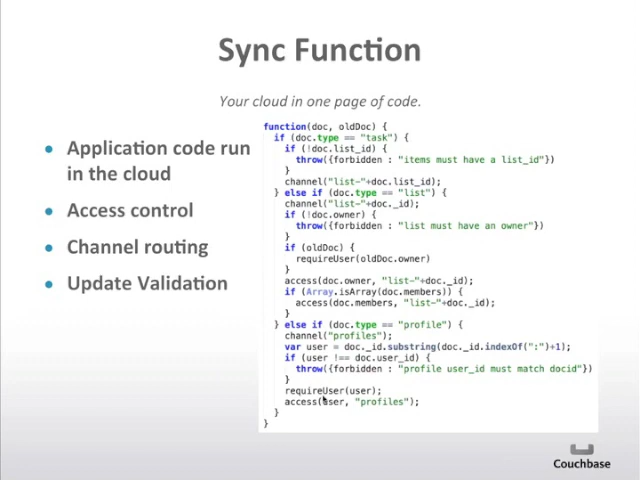 Sync Function
Your cloud in one page of code.
• Application code run
in the cloud
• Access control
• Channel routing
• Update Validation
function(doc, oldDoc) {
  if (doc.type == "task") {
    if (!doc.list_id) {
      throw({forbidden : "items must have a list_id"})
    }
    channel("list-"+doc.list_id);
  } else if (doc.type == "list") {
    channel("list-"+doc._id);
    if (!doc.owner) {
      throw({forbidden : "list must have an owner"})
    }
    if (oldDoc) {
      requireUser(oldDoc.owner)
    }
    access(doc.owner, "list-"+doc._id);
    if (Array.isArray(doc.members)) {
      access(doc.members, "list-"+doc._id);
    }
  } else if (doc.type == "profile") {
    channel("profiles");
    var user = doc._id.substring(doc._id.indexOf(":")+1);
    if (user !== doc.user_id) {
      throw({forbidden : "profile user_id must match docid"})
    }
    requireUser(user);
    access(user, "profiles");
  }
}
Couchbase